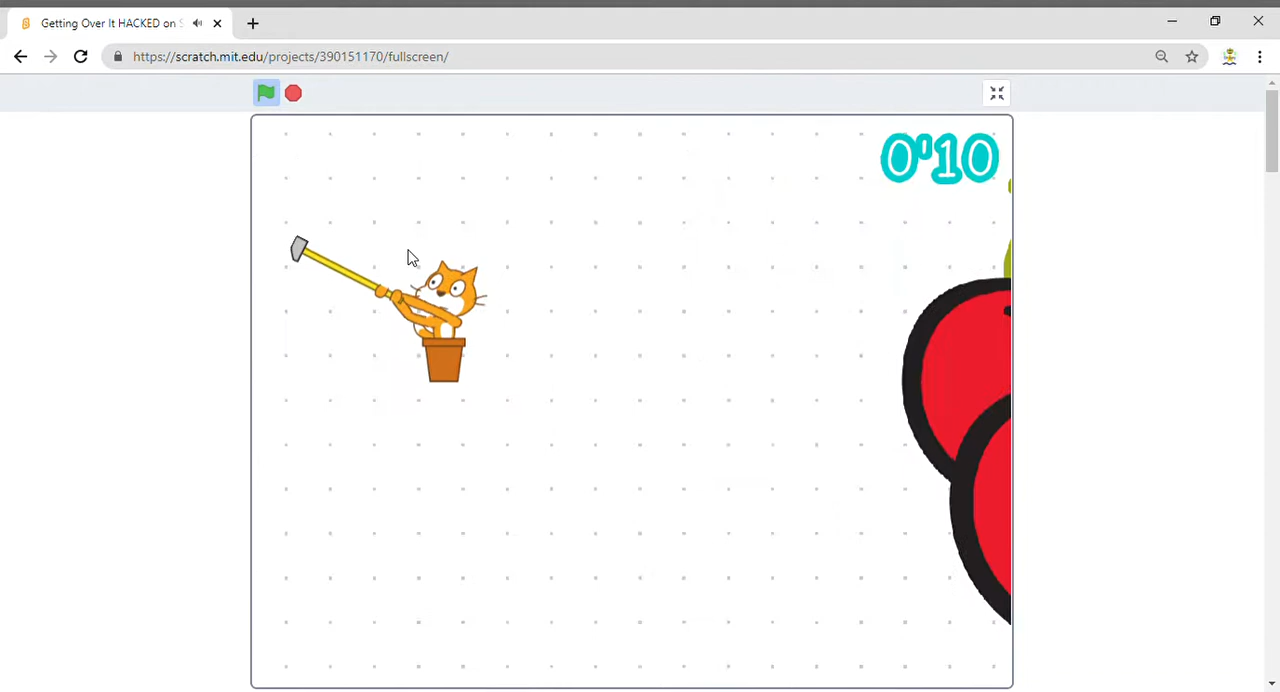 Getting Over It HACKED on S
https://scratch.mit.edu/projects/390151170/fullscreen/
0'10